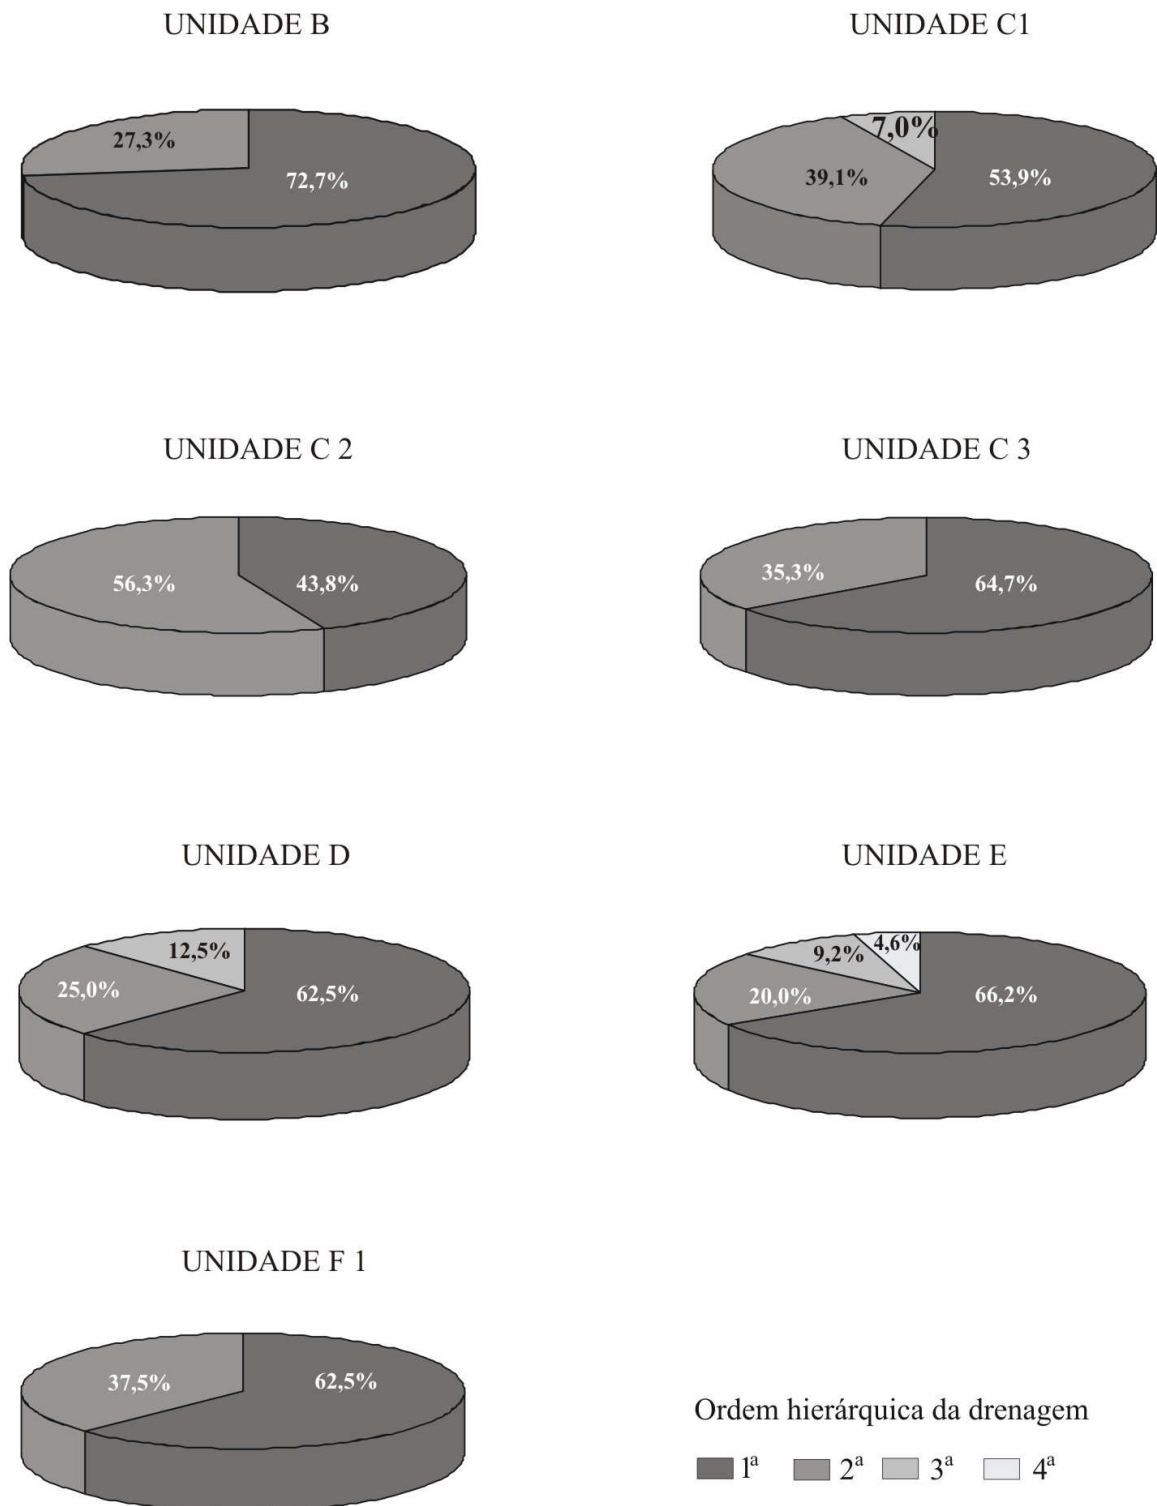 UNIDADE B
27,3%
72,7%
UNIDADE C1
7,0%
39,1%
53,9%
UNIDADE C 2
56,3%
43,8%
UNIDADE C 3
35,3%
64,7%
UNIDADE D
12,5%
25,0%
62,5%
UNIDADE E
4,6%
9,2%
20,0%
66,2%
UNIDADE F 1
37,5%
62,5%
Ordem hierárquica da drenagem
1ª 2ª 3ª 4ª